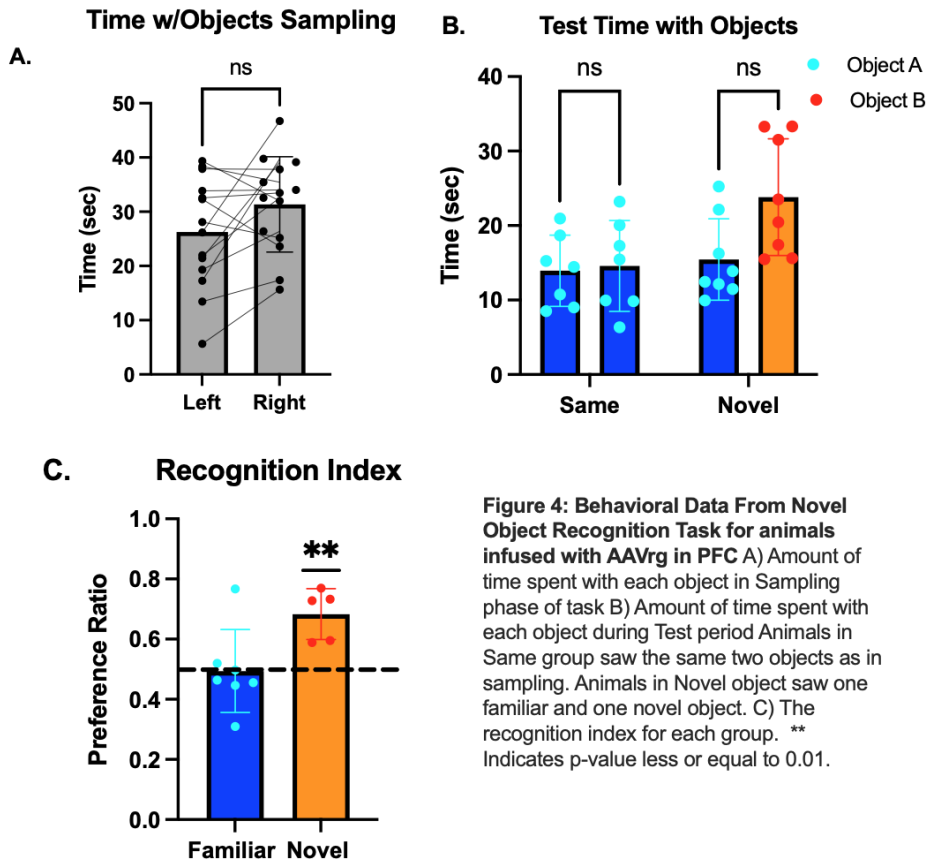 Time w/Objects Sampling
A.
ns
50
40
30
20
10
0
Time (sec)
Left Right
B.
Test Time with Objects
Object A
Object B
ns ns
40
30
20
10
0
Time (sec)
Same Novel
C.
Recognition Index
**
1.0
0.8
0.6
0.4
0.2
0.0
Preference Ratio
Familiar Novel
Figure 4: Behavioral Data From Novel
Object Recognition Task for animals
infused with AAVrg in PFC A) Amount of
time spent with each object in Sampling
phase of task B) Amount of time spent with
each object during Test period Animals in
Same group saw the same two objects as in
sampling. Animals in Novel object saw one
familiar and one novel object. C) The
recognition index for each group. **
Indicates p-value less or equal to 0.01.